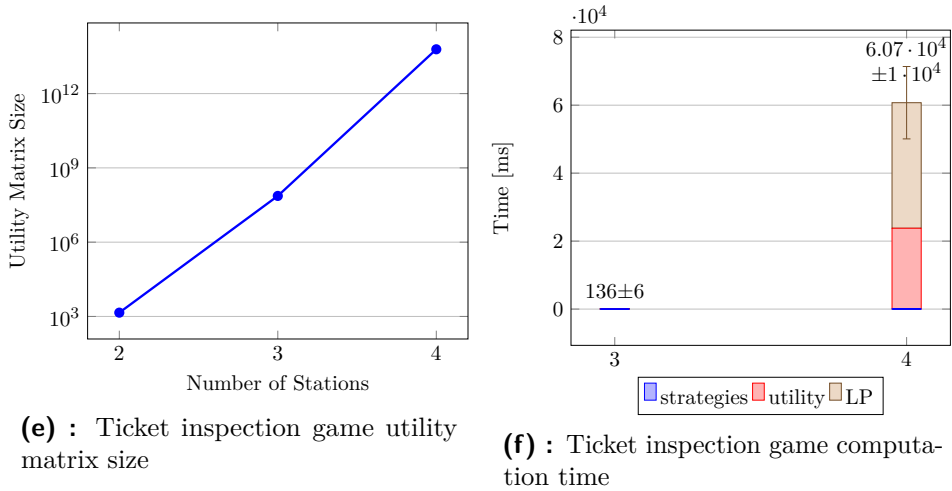 10^12
10^9
10^6
10^3
2
3
4
Utility Matrix Size
Number of Stations
(e) : Ticket inspection game utility
matrix size
·10^4
8
6
4
2
0
Time [ms]
136±6
6.07 · 10^4
±1 · 10^4
3
4
strategies utility LP
(f) : Ticket inspection game computa-
tion time